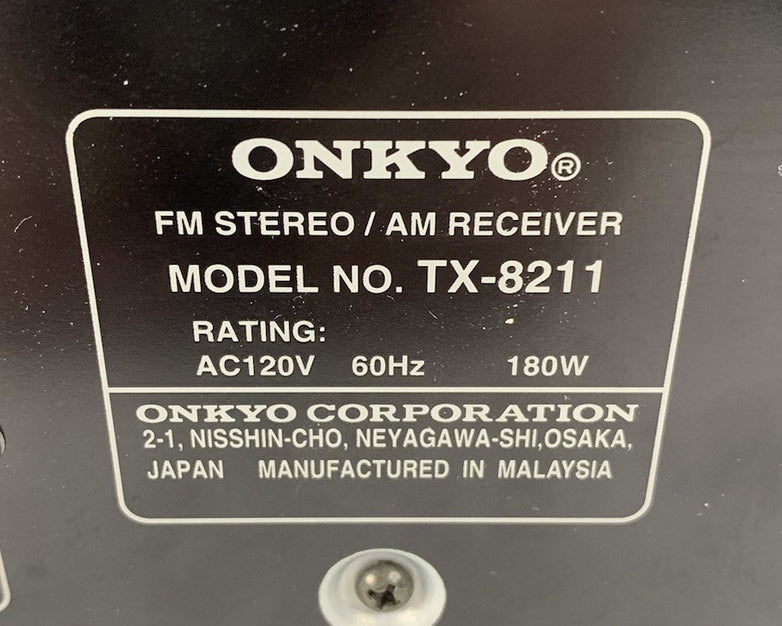 ONKYO®
FM STEREO / AM RECEIVER
MODEL NO. TX-8211
RATING:
AC120V 60Hz 180W
ONKYO CORPORATION
2-1, NISSHIN-CHO, NEYAGAWA-SHI,OSAKA,
JAPAN MANUFACTURED IN MALAYSIA